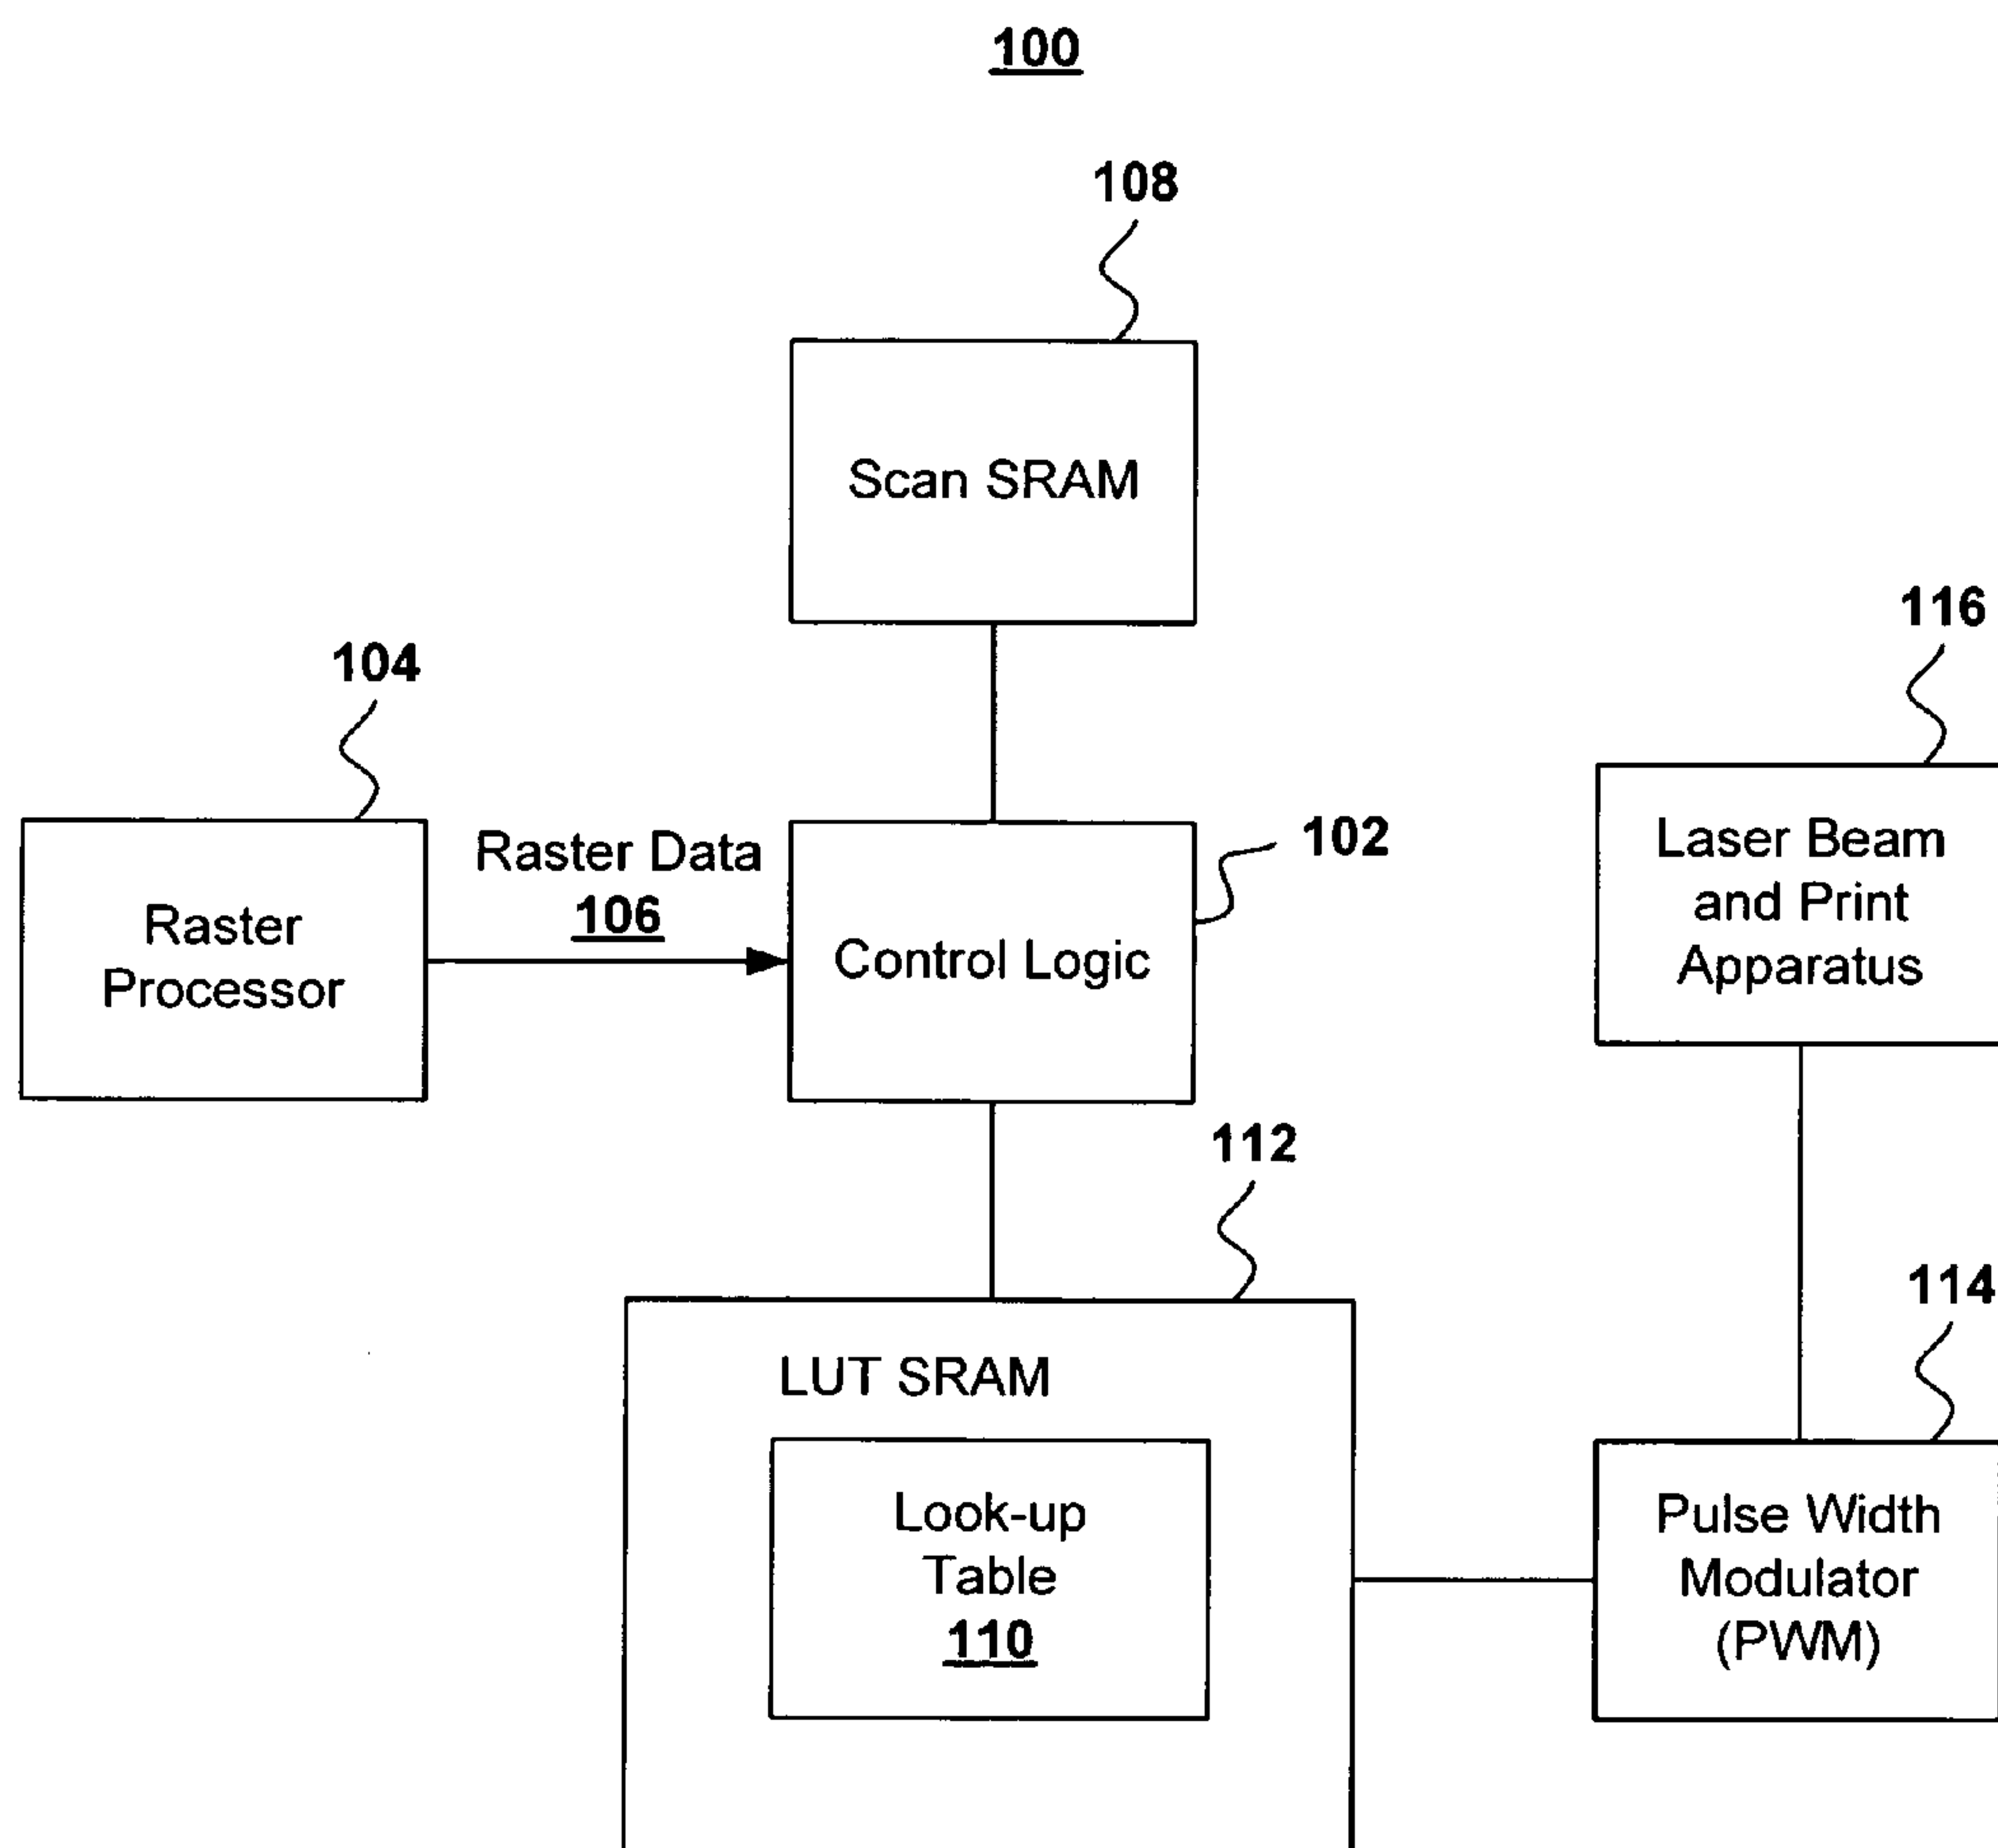 100
108
Scan SRAM
104
116
Raster Data
106
102
Raster
Processor
Control Logic
Laser Beam
and Print
Apparatus
112
114
LUT SRAM
Look-up
Table
110
Pulse Width
Modulator
(PWM)